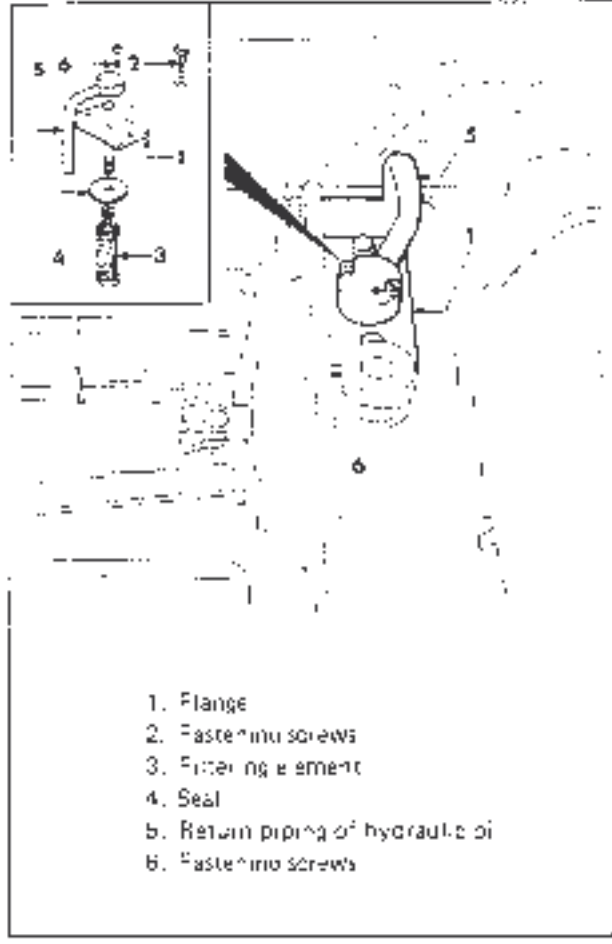 5 6 2
4 3
5
1
6
1. Flange
2. Fastening screws
3. Filtering element
4. Seal
5. Return piping of hydraulic oil
6. Fastening screws